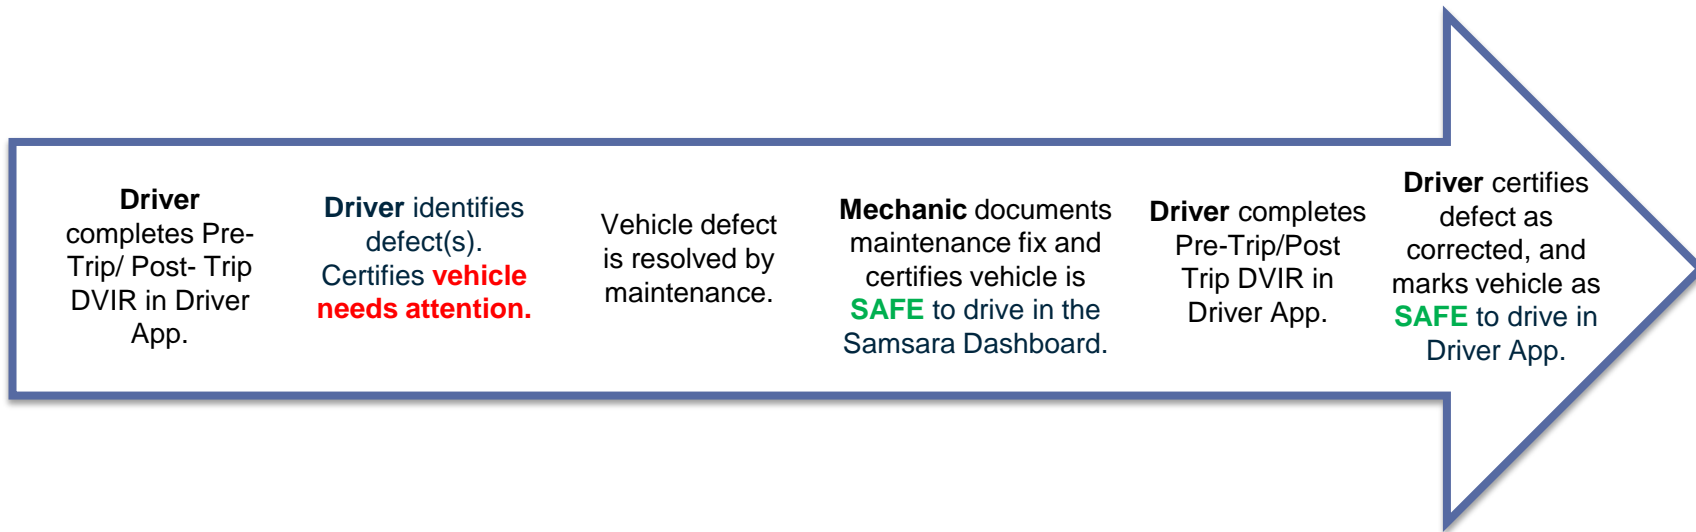 Driver
completes Pre-
Trip/ Post- Trip
DVIR in Driver
App.
Driver identifies
defect(s).
Certifies vehicle
needs attention.
Vehicle defect
is resolved by
maintenance.
Mechanic documents
maintenance fix and
certifies vehicle is
SAFE to drive in the
Samsara Dashboard.
Driver completes
Pre-Trip/Post
Trip DVIR in
Driver App.
Driver certifies
defect as
corrected, and
marks vehicle as
SAFE to drive in
Driver App.